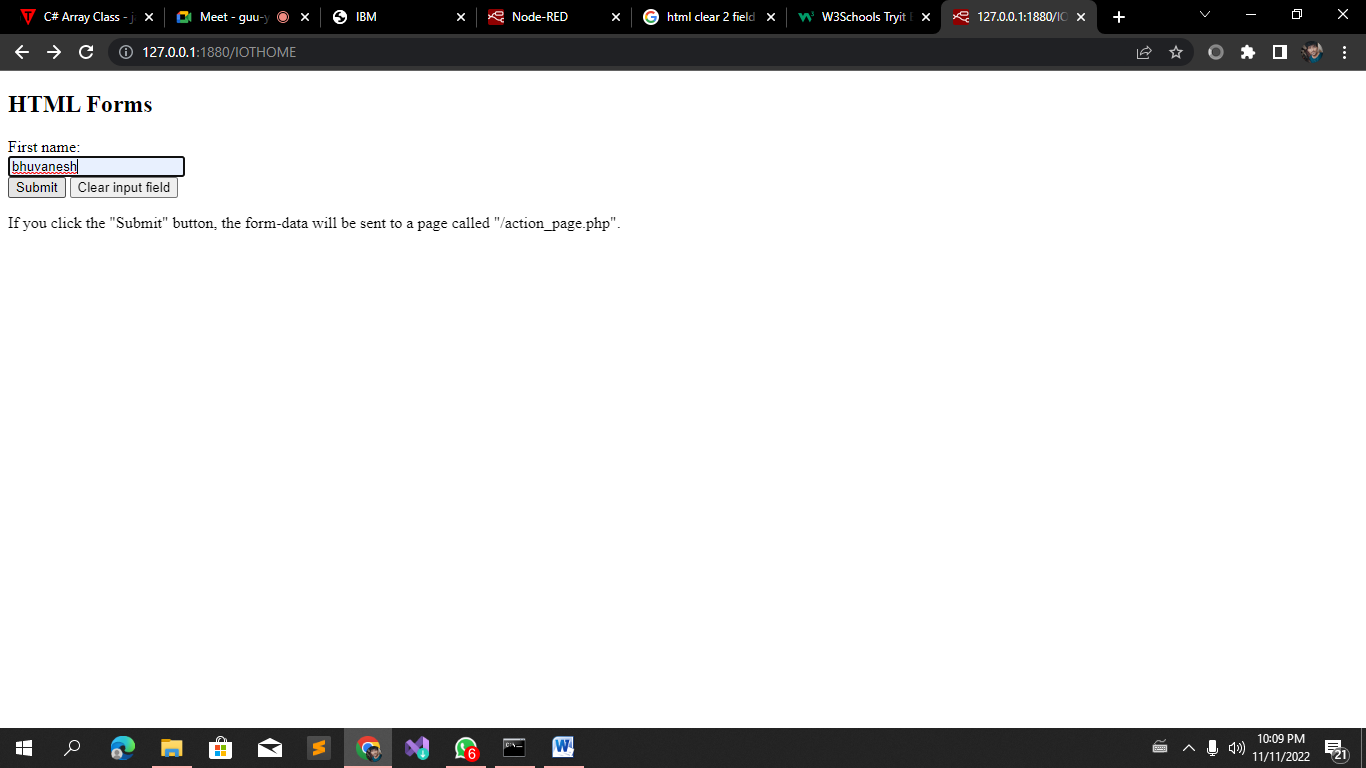 C# Array Class - ja
Meet - guu-y
IBM
Node-RED
html clear 2 field
W3Schools Tryit E
127.0.0.1:1880/IO
127.0.0.1:1880/IOTHOME
HTML Forms
First name:
bhuvanesh
Submit Clear input field
If you click the "Submit" button, the form-data will be sent to a page called "/action_page.php".
6
10:09 PM
11/11/2022
21